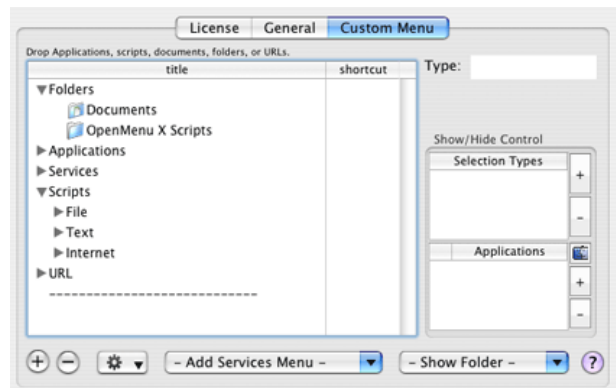 License General Custom Menu
Drop Applications, scripts, documents, folders, or URLs.
title shortcut
Type:
Folders
Documents
OpenMenu X Scripts
Applications
Services
Scripts
File
Text
Internet
URL
----------------------------
Show/Hide Control
Selection Types
+
-
Applications
+
-
+ - - Add Services Menu - - Show Folder - ?